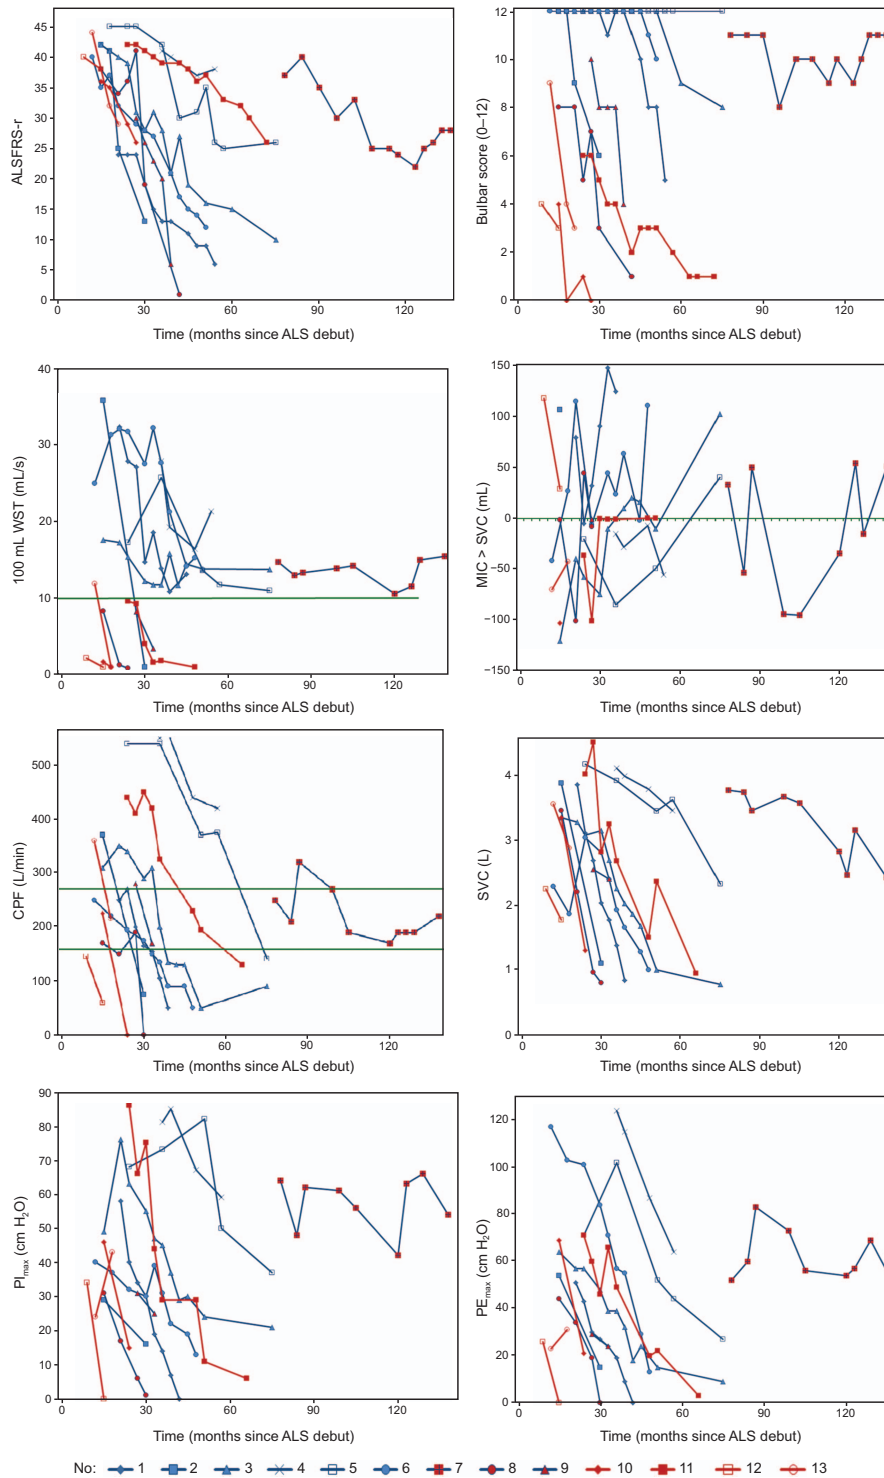 ALSFRS-r
45
40
35
30
25
20
15
10
5
0
0 30 60 90 120
Time (months since ALS debut)
Bulbar score (0–12)
12
10
8
6
4
2
0
0 30 60 90 120
Time (months since ALS debut)
100 mL WST (mL/s)
40
30
20
10
0
0 30 60 90 120
Time (months since ALS debut)
MIC > SVC (mL)
150
100
50
0
−50
−100
−150
0 30 60 90 120
Time (months since ALS debut)
CPF (L/min)
500
400
300
200
100
0
0 30 60 90 120
Time (months since ALS debut)
SVC (L)
4
3
2
1
0
0 30 60 90 120
Time (months since ALS debut)
PImax (cm H2O)
90
80
70
60
50
40
30
20
10
0
0 30 60 90 120
Time (months since ALS debut)
PEmax (cm H2O)
120
100
80
60
40
20
0
0 30 60 90 120
Time (months since ALS debut)
No: 1 2 3 4 5 6 7 8 9 10 11 12 13